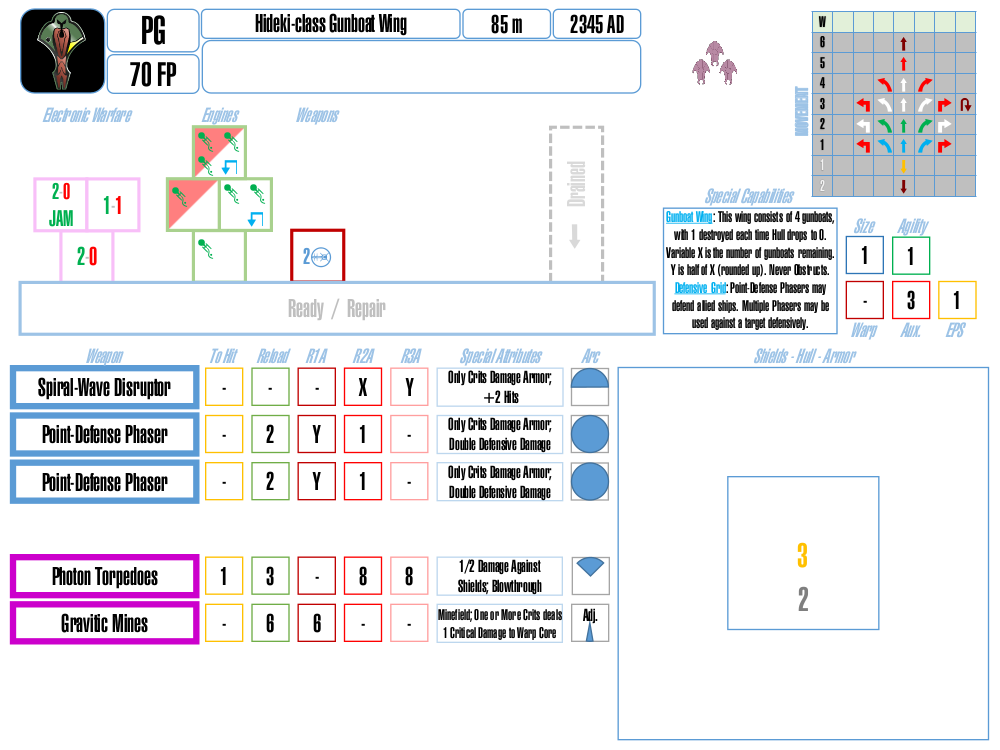 PG
Hideki-class Gunboat Wing
85 m
2345 AD
70 FP
W
6
5
4
3
2
1
1
2
MOVEMENT
Electronic Warfare
Engines
Weapons
2-0
JAM
1-1
2-0
2
Drained
Ready / Repair
Special Capabilities
Gunboat Wing: This wing consists of 4 gunboats,
with 1 destroyed each time Hull drops to 0.
Variable X is the number of gunboats remaining.
Y is half of X (rounded up). Never Obstructs.
Defensive Grid: Point-Defense Phasers may
defend allied ships. Multiple Phasers may be
used against a target defensively.
Size Agility
1 1
- 3 1
Warp Aux. EPS
Weapon To Hit Reload R1A R2A R3A Special Attributes Arc
Spiral-Wave Disruptor - - - X Y Only Crits Damage Armor;
+2 Hits
Point-Defense Phaser - 2 Y 1 - Only Crits Damage Armor;
Double Defensive Damage
Point-Defense Phaser - 2 Y 1 - Only Crits Damage Armor;
Double Defensive Damage
Photon Torpedoes 1 3 - 8 8 1/2 Damage Against
Shields; Blowthrough
Gravitic Mines - 6 6 - - Minefield; One or More Crits deals
1 Critical Damage to Warp Core
Adj.
Shields - Hull - Armor
3
2